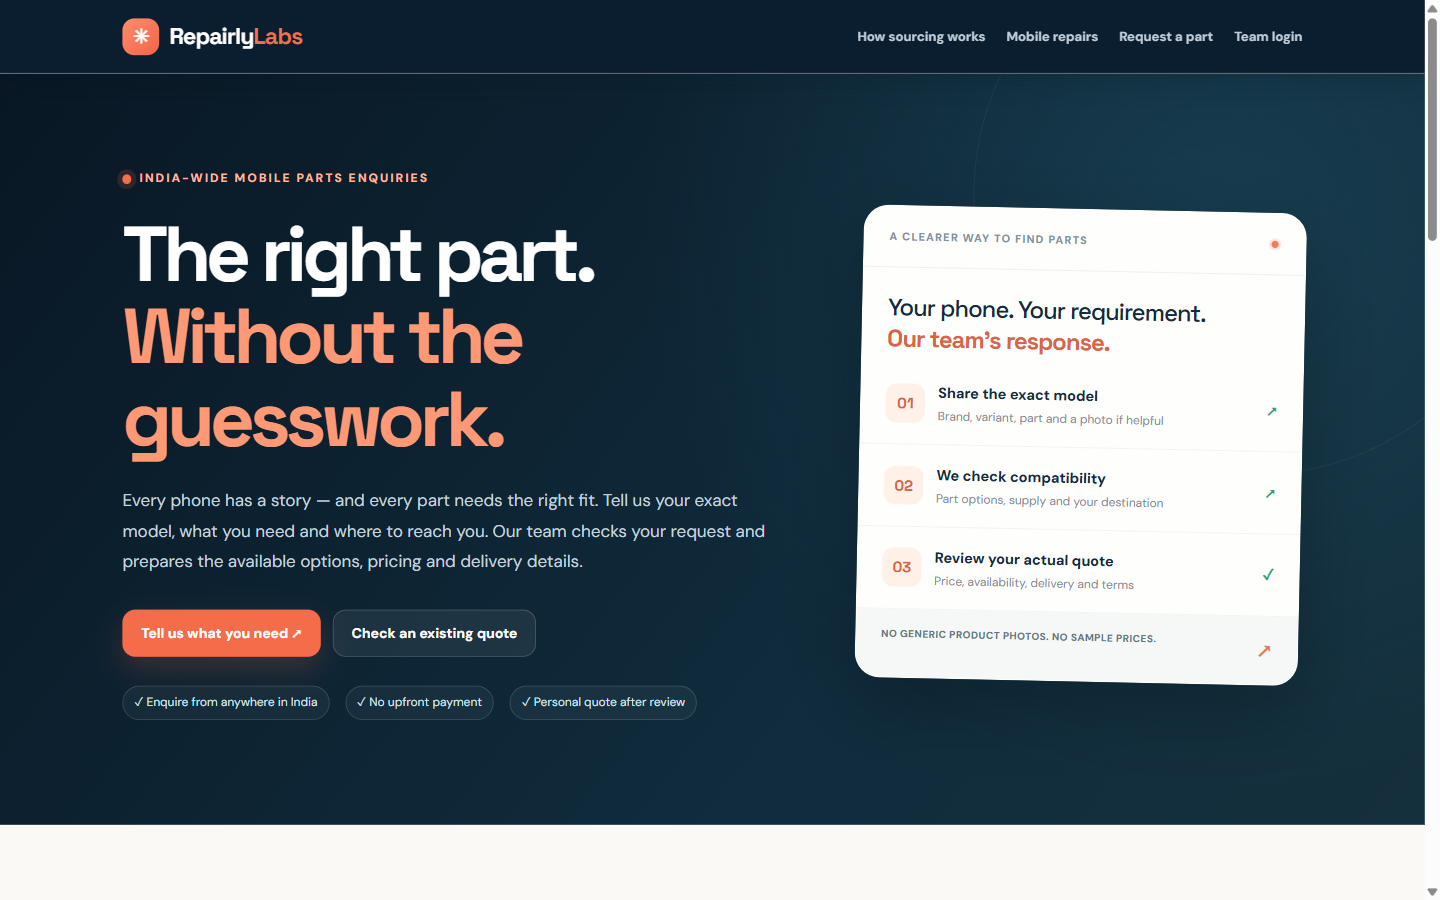 RepairlyLabs
How sourcing works
Mobile repairs
Request a part
Team login
INDIA-WIDE MOBILE PARTS ENQUIRIES
The right part.
Without the
guesswork.
Every phone has a story — and every part needs the right fit. Tell us your exact
model, what you need and where to reach you. Our team checks your request and
prepares the available options, pricing and delivery details.
Tell us what you need ↗
Check an existing quote
✓ Enquire from anywhere in India
✓ No upfront payment
✓ Personal quote after review
A CLEARER WAY TO FIND PARTS
Your phone. Your requirement.
Our team’s response.
01
Share the exact model
Brand, variant, part and a photo if helpful
↗
02
We check compatibility
Part options, supply and your destination
↗
03
Review your actual quote
Price, availability, delivery and terms
✓
NO GENERIC PRODUCT PHOTOS. NO SAMPLE PRICES.
↗